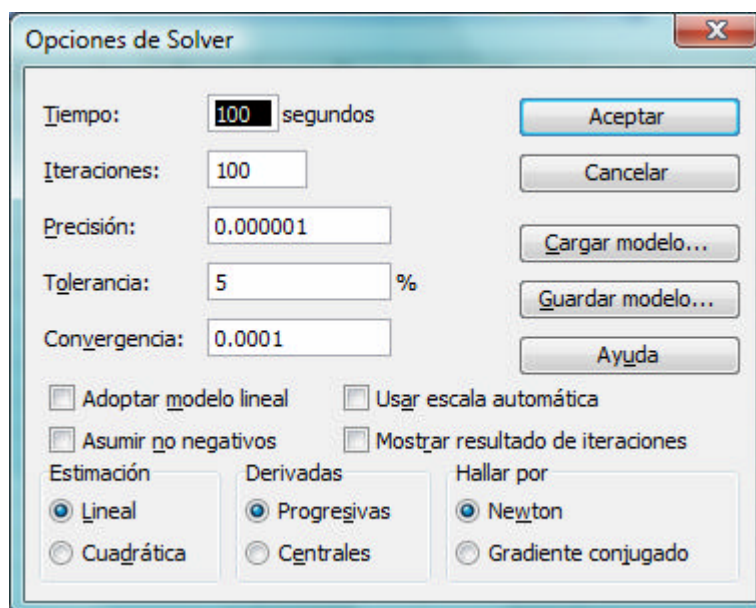 Opciones de Solver
Tiempo: 100 segundos
Aceptar
Iteraciones: 100
Cancelar
Precisión: 0.000001
Cargar modelo...
Tolerancia: 5 %
Guardar modelo...
Convergencia: 0.0001
Ayuda
Adoptar modelo lineal
Usar escala automática
Asumir no negativos
Mostrar resultado de iteraciones
Estimación
Derivadas
Hallar por
Lineal
Progresivas
Newton
Cuadrática
Centrales
Gradiente conjugado